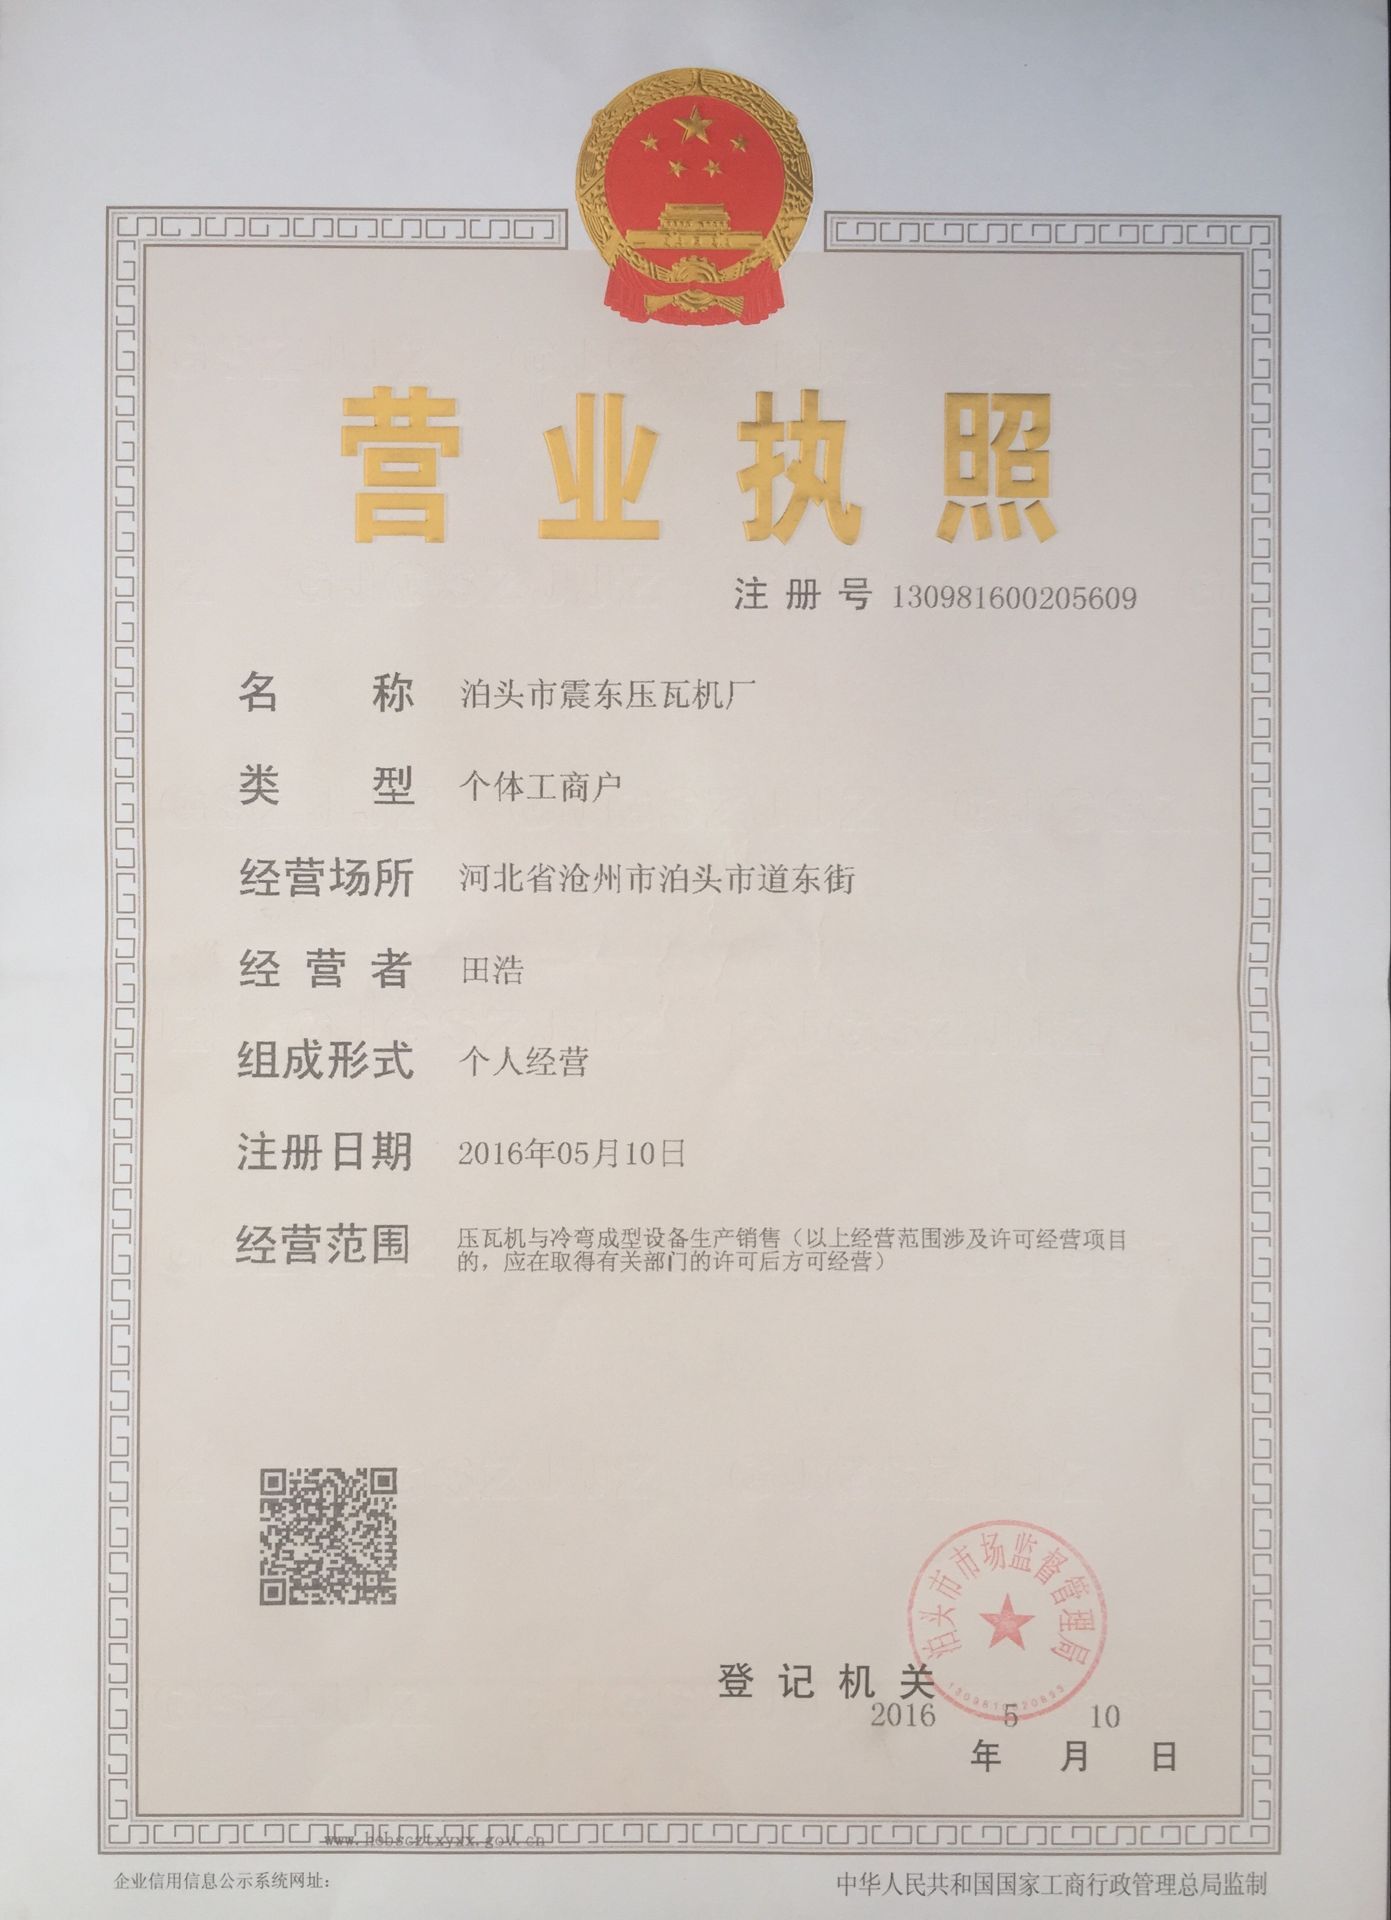 营业执照
注册号 130981600205609
名称 泊头市震东压瓦机厂
类型 个体工商户
经营场所 河北省沧州市泊头市道东街
经营者 田浩
组成形式 个人经营
注册日期 2016年05月10日
经营范围 压瓦机与冷弯成型设备生产销售（以上经营范围涉及许可经营项目
的，应在取得有关部门的许可后方可经营）
泊头市市场监督管理局
登记机关
2016 5 10
年 月 日
www.hebscztxyxx.gov.cn
企业信用信息公示系统网址：
中华人民共和国国家工商行政管理总局监制